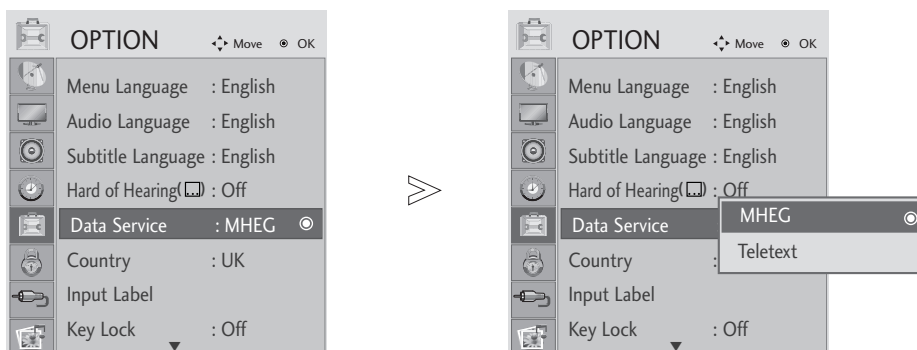 OPTION Move OK
Menu Language : English
Audio Language : English
Subtitle Language : English
Hard of Hearing( ) : Off
Data Service : MHEG
Country : UK
Input Label
Key Lock : Off
OPTION Move OK
Menu Language : English
Audio Language : English
Subtitle Language : English
Hard of Hearing( ) : Off
Data Service
MHEG
Teletext
Country :
Input Label
Key Lock : Off